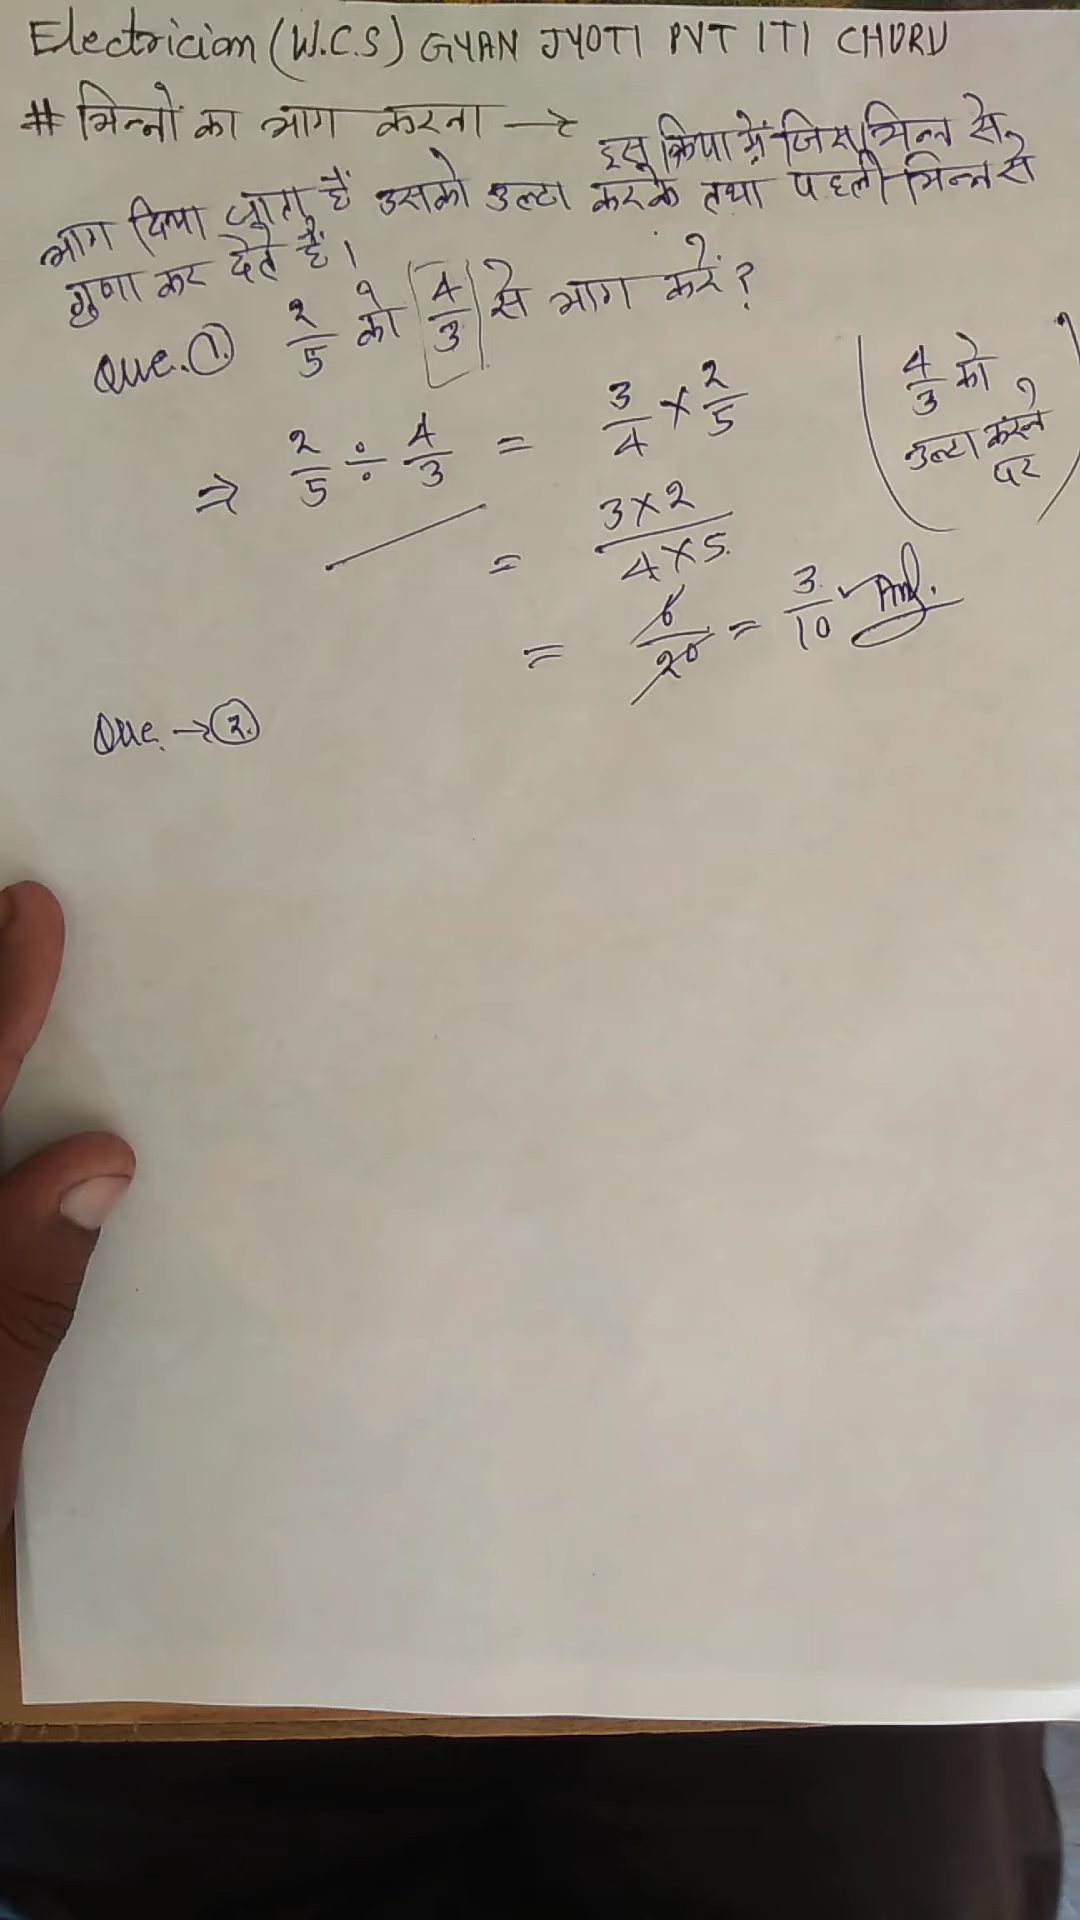 Electrician (W.C.S) GYAN JYOTI PVT ITI CHURU
# भिन्नों का भाग करना → इस क्रिया में जिस भिन्न से
भाग दिया जाता हैं उसको उल्टा करके तथा पहली भिन्न से
गुणा कर देते हैं।
Que.① 2/5 को 4/3 से भाग करें?
⇒ 2/5 ÷ 4/3 = 3/4 × 2/5 (4/3 को उल्टा करने पर)
= 3×2/4×5
= 6/20 = 3/10 Ans.
Que. → ②.